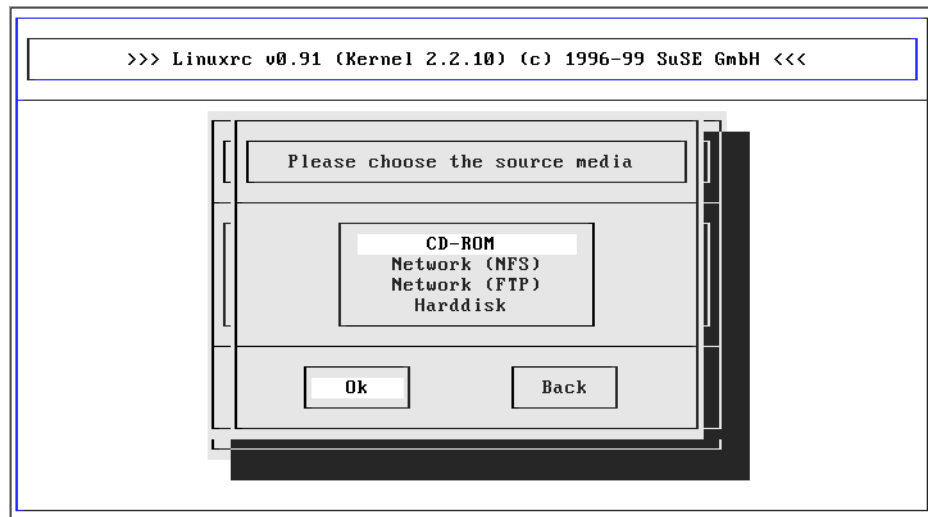 >>> Linuxrc v0.91 (Kernel 2.2.10) (c) 1996-99 SuSE GmbH <<<
Please choose the source media
CD-ROM
Network (NFS)
Network (FTP)
Harddisk
Ok Back